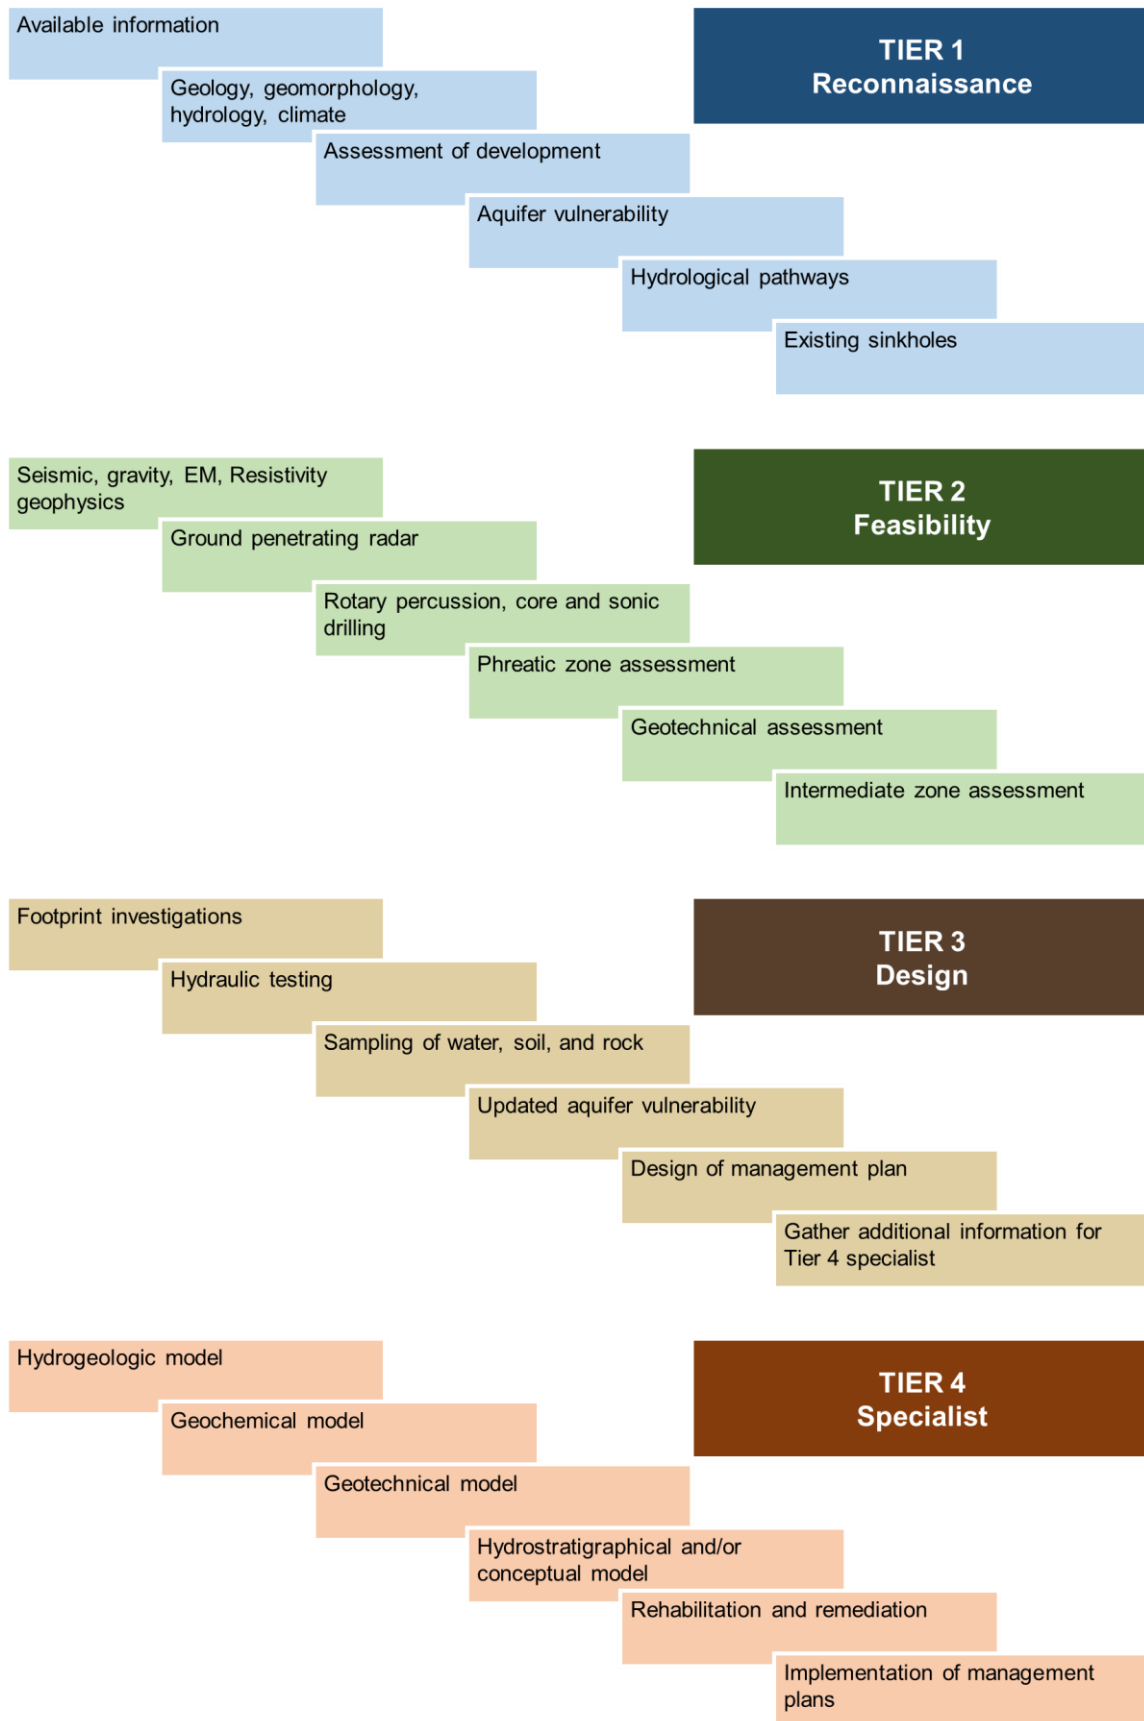 Available information
TIER 1
Reconnaissance
Geology, geomorphology,
hydrology, climate
Assessment of development
Aquifer vulnerability
Hydrological pathways
Existing sinkholes
Seismic, gravity, EM, Resistivity
geophysics
TIER 2
Feasibility
Ground penetrating radar
Rotary percussion, core and sonic
drilling
Phreatic zone assessment
Geotechnical assessment
Intermediate zone assessment
Footprint investigations
TIER 3
Design
Hydraulic testing
Sampling of water, soil, and rock
Updated aquifer vulnerability
Design of management plan
Gather additional information for
Tier 4 specialist
Hydrogeologic model
TIER 4
Specialist
Geochemical model
Geotechnical model
Hydrostratigraphical and/or
conceptual model
Rehabilitation and remediation
Implementation of management
plans